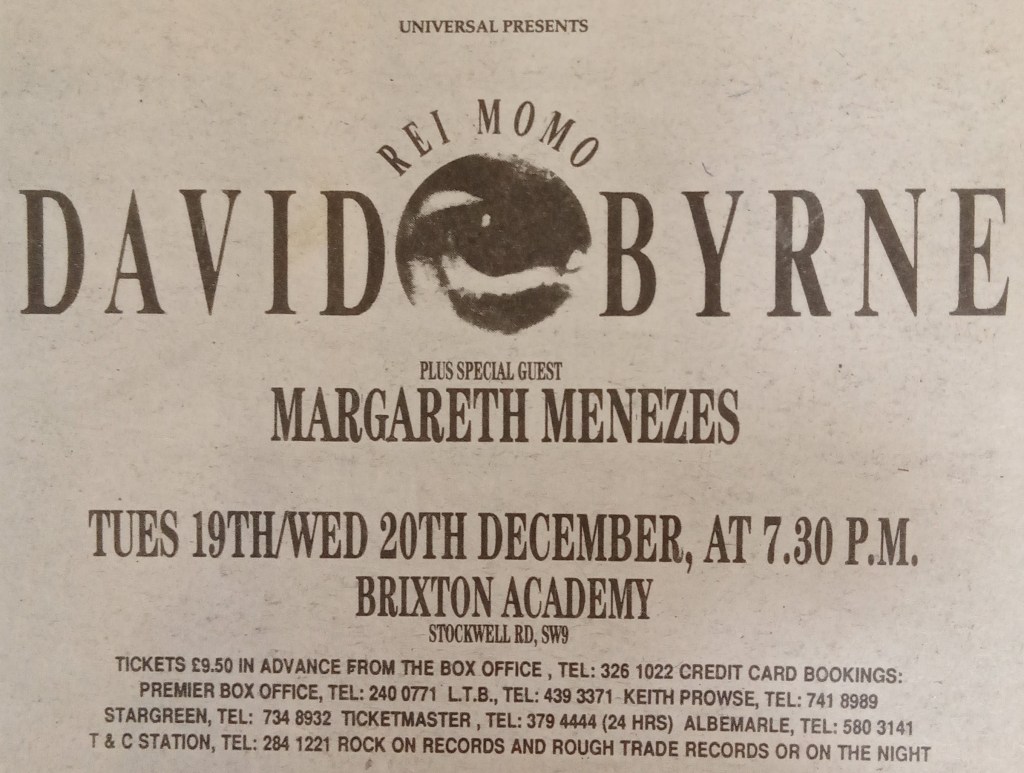 UNIVERSAL PRESENTS
REI MOMO
DAVID BYRNE
PLUS SPECIAL GUEST
MARGARETH MENEZES
TUES 19TH/WED 20TH DECEMBER, AT 7.30 P.M.
BRIXTON ACADEMY
STOCKWELL RD, SW9
TICKETS £9.50 IN ADVANCE FROM THE BOX OFFICE , TEL: 326 1022 CREDIT CARD BOOKINGS:
PREMIER BOX OFFICE, TEL: 240 0771 L.T.B., TEL: 439 3371 KEITH PROWSE, TEL: 741 8989
STARGREEN, TEL: 734 8932 TICKETMASTER , TEL: 379 4444 (24 HRS) ALBEMARLE, TEL: 580 3141
T & C STATION, TEL: 284 1221 ROCK ON RECORDS AND ROUGH TRADE RECORDS OR ON THE NIGHT